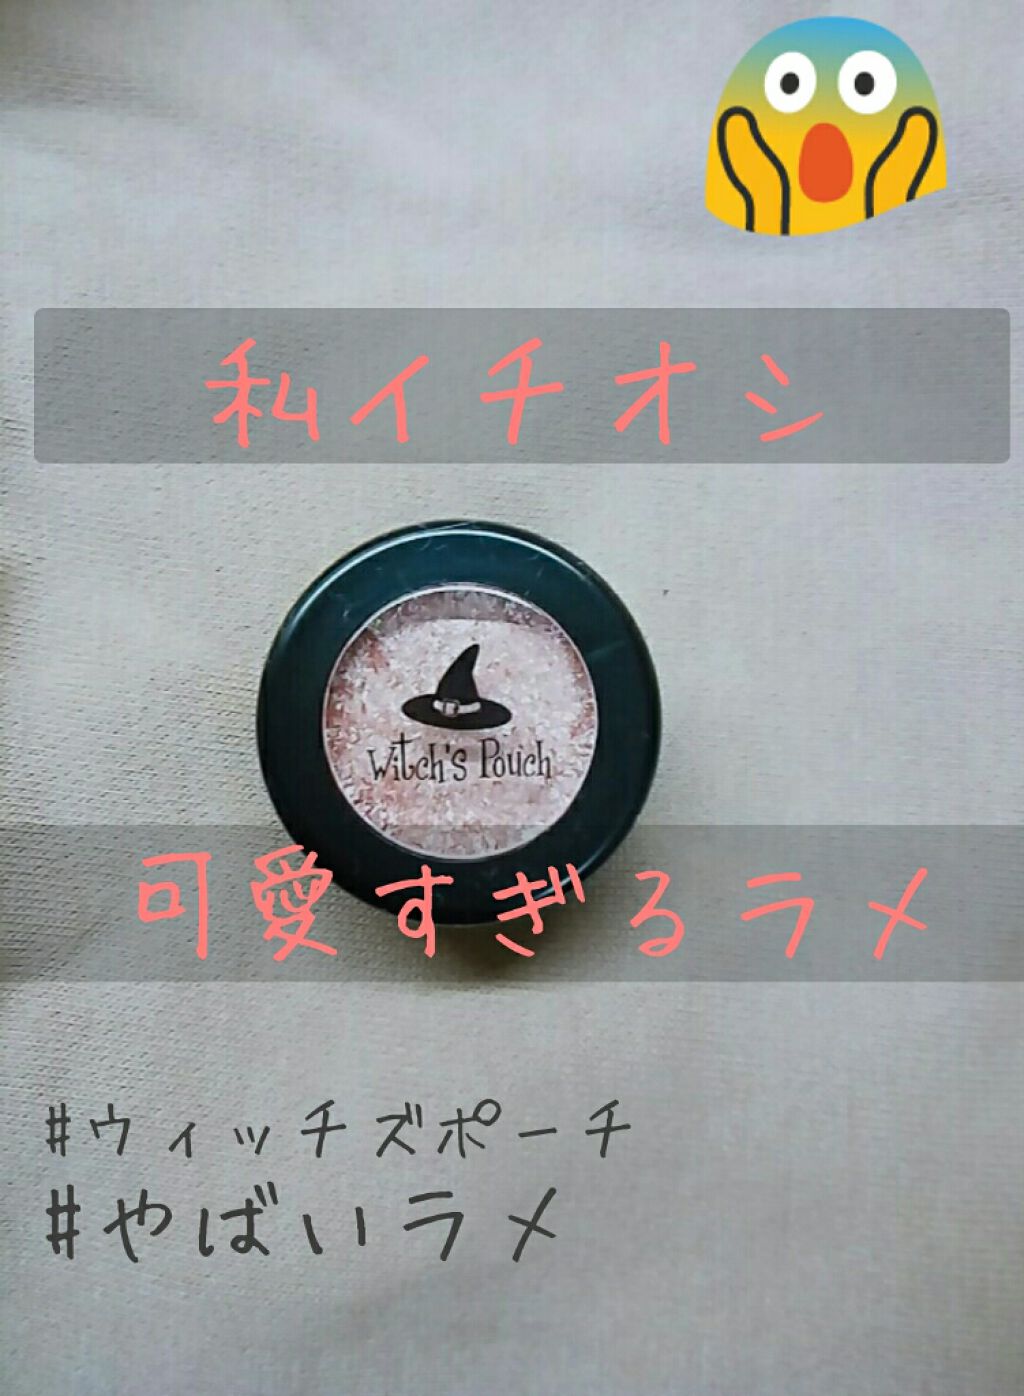 私イチオシ
Witch's Pouch
可愛すぎるラメ
#ウィッチズポーチ
#やばいラメ